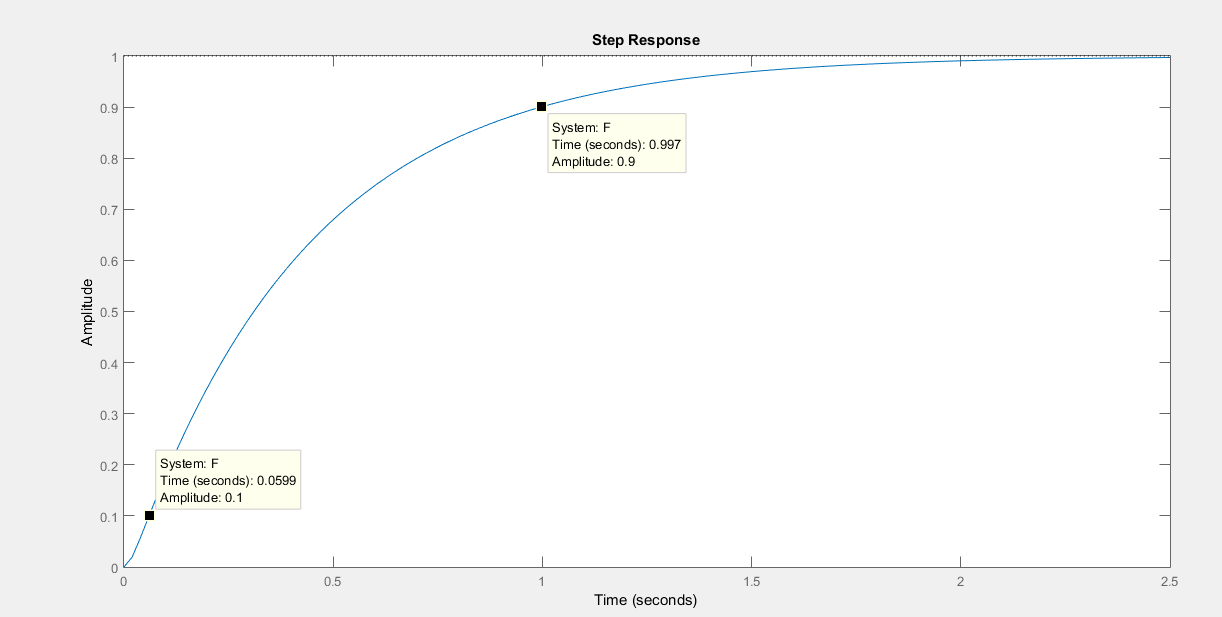 Step Response
1
0.9
System: F
Time (seconds): 0.997
Amplitude: 0.9
0.8
0.7
0.6
Amplitude
0.5
0.4
0.3
System: F
Time (seconds): 0.0599
Amplitude: 0.1
0.2
0.1
0
0 0.5 1 1.5 2 2.5
Time (seconds)